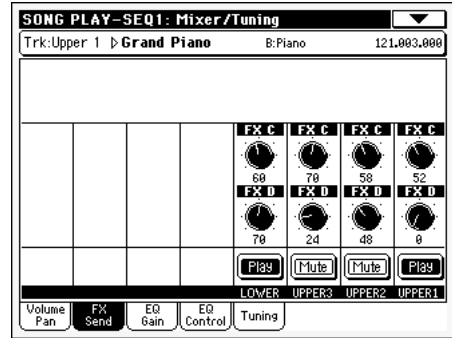 SONG PLAY-SEQ1: Mixer/Tuning
Trk:Upper 1 ▷Grand Piano B:Piano 121.003.000
FX C FX C FX C FX C
60 70 58 52
FX D FX D FX D FX D
70 24 48 0
Play Mute Mute Play
LOWER UPPER3 UPPER2 UPPER1
Volume Pan FX Send EQ Gain EQ Control Tuning